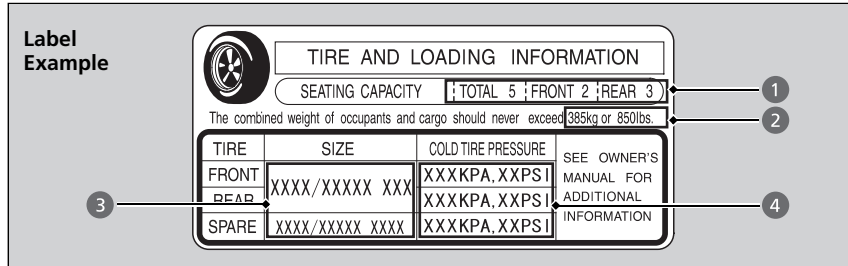 Label
Example
TIRE AND LOADING INFORMATION
SEATING CAPACITY TOTAL 5 FRONT 2 REAR 3
1
The combined weight of occupants and cargo should never exceed 385kg or 850lbs.
2
TIRE SIZE COLD TIRE PRESSURE SEE OWNER'S
FRONT XXXX/XXXXX XXX XXXKPA,XXPSI MANUAL FOR
REAR XXXKPA,XXPSI ADDITIONAL
3 4
SPARE XXXX/XXXXX XXXX XXXKPA,XXPSI INFORMATION